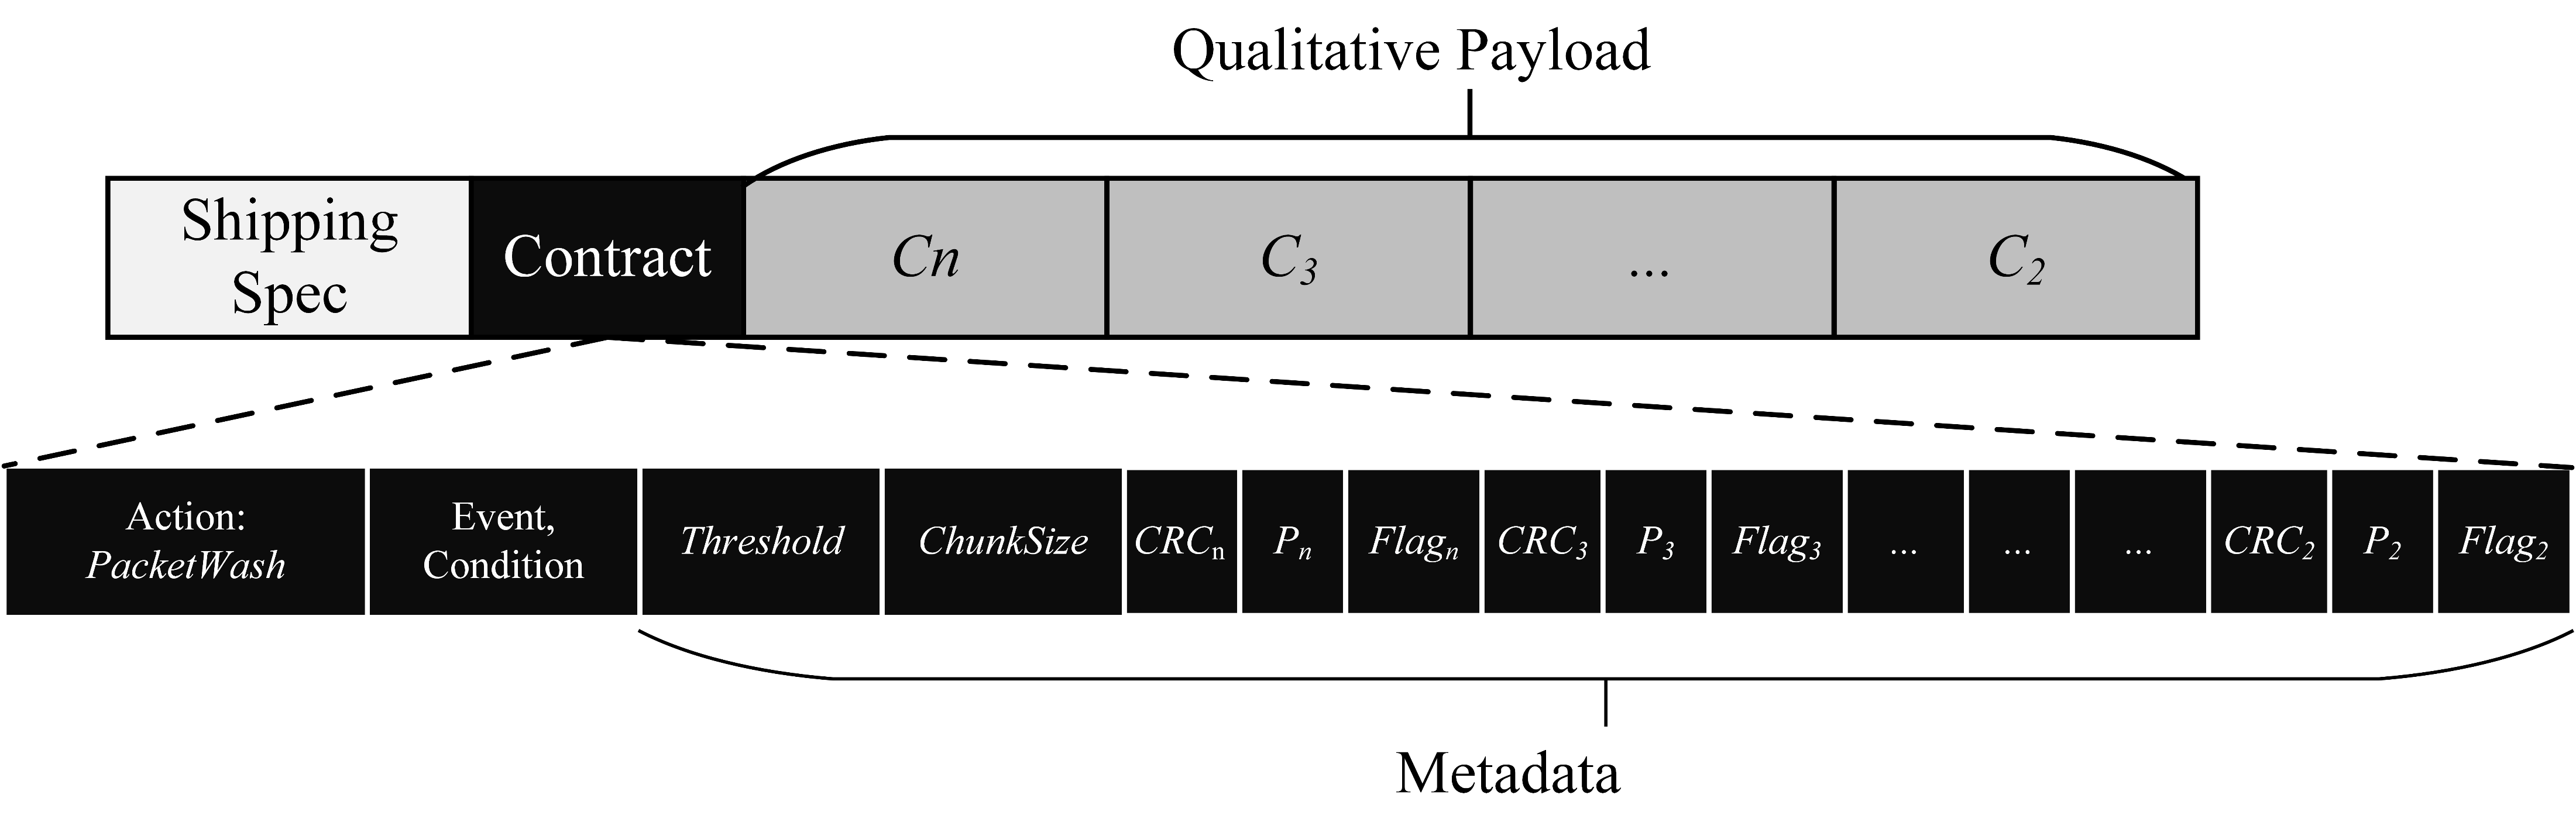 Qualitative Payload
Shipping
Spec
Contract
Cn
C3
...
C2
Action:
PacketWash
Event,
Condition
Threshold
ChunkSize
CRCn
Pn
Flagn
CRC3
P3
Flag3
...
...
...
CRC2
P2
Flag2
Metadata